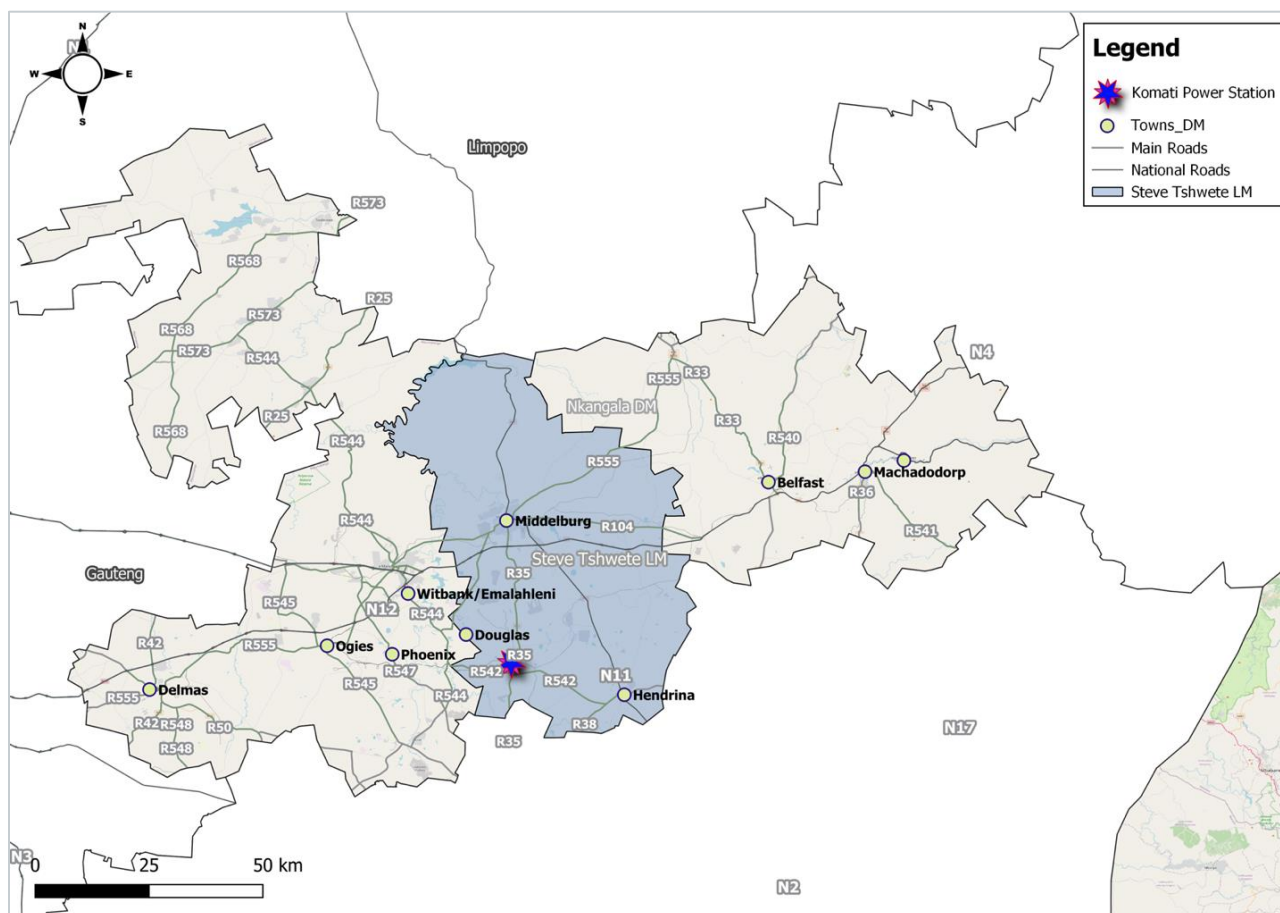 N
W
E
S
N1
Legend
Komati Power Station
Towns_DM
Main Roads
National Roads
Steve Tshwete LM
Limpopo
R573
R568
R25
R573
R568
R573
R544
R25
R568
N4
R555
R33
Nkangala DM
R33
R540
R544
R555
Machadodorp
Belfast
R36
R541
Middelburg
R544
R104
Steve Tshwete LM
Gauteng
R35
Witbank/Emalahleni
R545
N12
R544
Douglas
R42
R555
Ogies
Phoenix
R35
R547
R542
R542
N11
R545
R544
Hendrina
Delmas
R555
R42
R548
R50
R38
R548
R35
N17
N3
0
25
50 km
N2